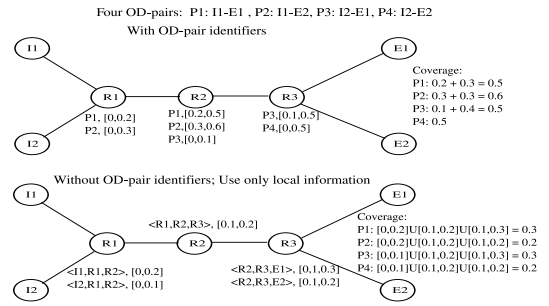 Four OD-pairs: P1: I1-E1 , P2: I1-E2, P3: I2-E1, P4: I2-E2
With OD-pair identifiers
I1
E1
R1
R2
R3
I2
E2
P1, [0,0.2]
P2, [0,0.3]
P1,[0.2,0.5]
P2,[0.3,0.6]
P3,[0,0.1]
P3,[0.1,0.5]
P4,[0,0.5]
Coverage:
P1: 0.2 + 0.3 = 0.5
P2: 0.3 + 0.3 = 0.6
P3: 0.1 + 0.4 = 0.5
P4: 0.5
Without OD-pair identifiers; Use only local information
I1
E1
<R1,R2,R3>, [0.1,0.2]
R1
R2
R3
I2
E2
<I1,R1,R2>, [0,0.2]
<I2,R1,R2>, [0,0.1]
<R2,R3,E1>, [0,1,0.3]
<R2,R3,E2>, [0.1,0.2]
Coverage:
P1: [0,0.2]U[0.1,0.2]U[0.1,0.3] = 0.3
P2: [0,0.2]U[0.1,0.2]U[0.1,0.2] = 0.2
P3: [0,0.1]U[0.1,0.2]U[0.1,0.3] = 0.3
P4: [0,0.1]U[0.1,0.2]U[0.1,0.2] = 0.2